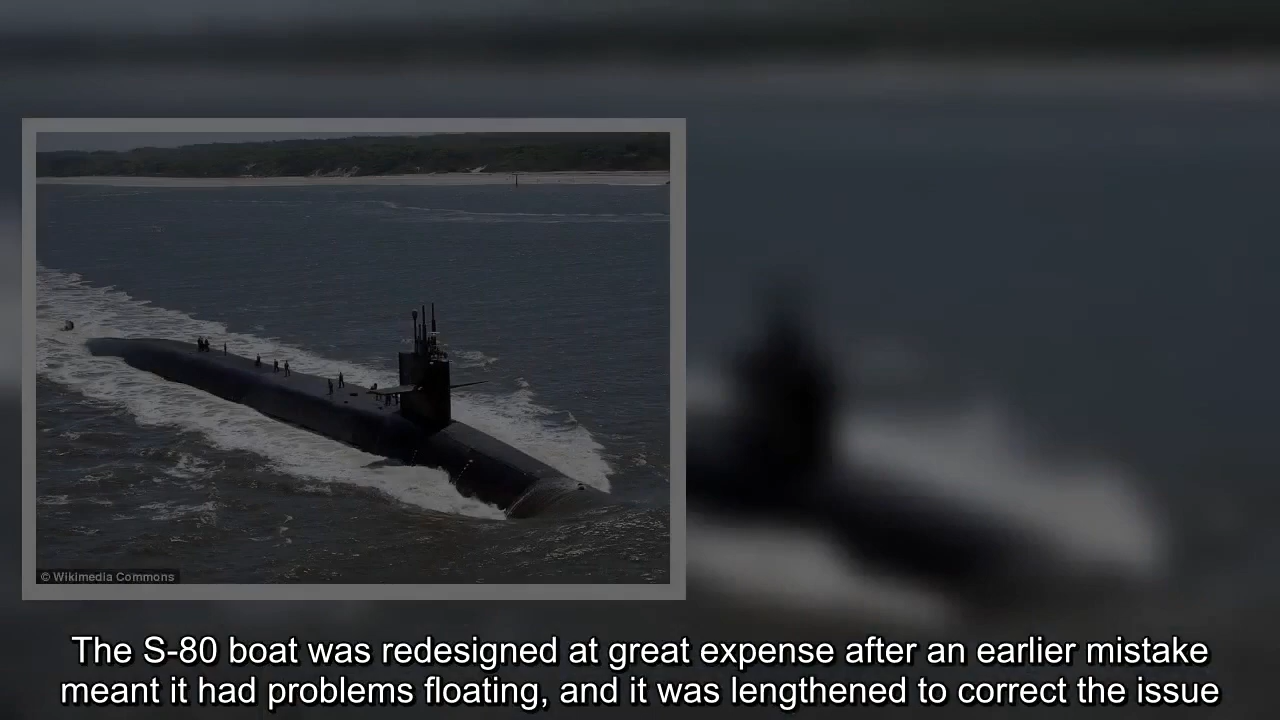 © Wikimedia Commons
The S-80 boat was redesigned at great expense after an earlier mistake
meant it had problems floating, and it was lengthened to correct the issue